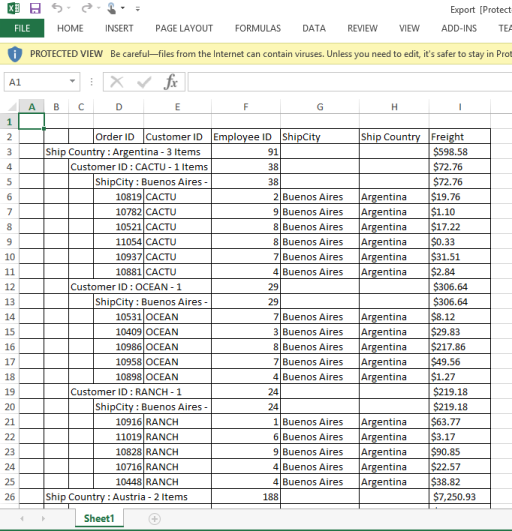 Export [Protect
FILE HOME INSERT PAGE LAYOUT FORMULAS DATA REVIEW VIEW ADD-INS TEA
PROTECTED VIEW Be careful—files from the Internet can contain viruses. Unless you need to edit, it's safer to stay in Prot
A1 fx
A B C D E F G H I
1
2 Order ID Customer ID Employee ID ShipCity Ship Country Freight
3 Ship Country : Argentina - 3 Items 91 $598.58
4 Customer ID : CACTU - 1 Items 38 $72.76
5 ShipCity : Buenos Aires - 38 $72.76
6 10819 CACTU 2 Buenos Aires Argentina $19.76
7 10782 CACTU 9 Buenos Aires Argentina $1.10
8 10521 CACTU 8 Buenos Aires Argentina $17.22
9 11054 CACTU 8 Buenos Aires Argentina $0.33
10 10937 CACTU 7 Buenos Aires Argentina $31.51
11 10881 CACTU 4 Buenos Aires Argentina $2.84
12 Customer ID : OCEAN - 1 29 $306.64
13 ShipCity : Buenos Aires - 29 $306.64
14 10531 OCEAN 7 Buenos Aires Argentina $8.12
15 10409 OCEAN 3 Buenos Aires Argentina $29.83
16 10986 OCEAN 8 Buenos Aires Argentina $217.86
17 10958 OCEAN 7 Buenos Aires Argentina $49.56
18 10898 OCEAN 4 Buenos Aires Argentina $1.27
19 Customer ID : RANCH - 1 24 $219.18
20 ShipCity : Buenos Aires - 24 $219.18
21 10916 RANCH 1 Buenos Aires Argentina $63.77
22 11019 RANCH 6 Buenos Aires Argentina $3.17
23 10828 RANCH 9 Buenos Aires Argentina $90.85
24 10716 RANCH 4 Buenos Aires Argentina $22.57
25 10448 RANCH 4 Buenos Aires Argentina $38.82
26 Ship Country : Austria - 2 Items 188 $7,250.93
Sheet1